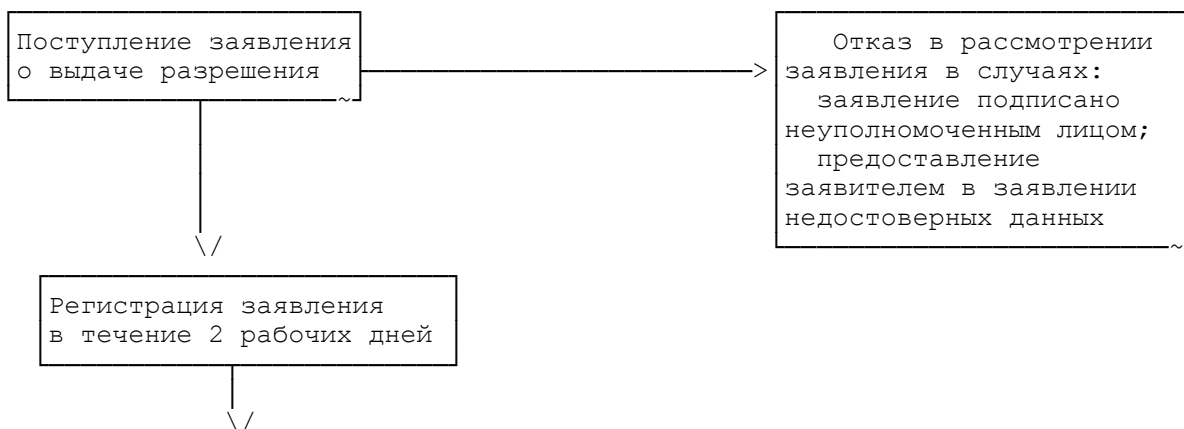 Поступление заявления
о выдаче разрешения
Отказ в рассмотрении
заявления в случаях:
заявление подписано
неуполномоченным лицом;
предоставление
заявителем в заявлении
недостоверных данных
Регистрация заявления
в течение 2 рабочих дней